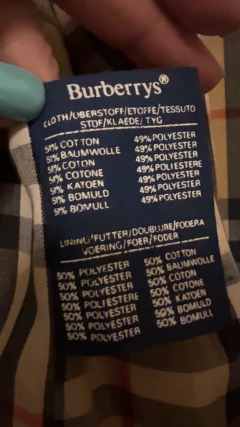 Burberrys®
CLOTH/UBERSTOFF/ETOFFE/TESSUTO
STOF/KLAEDE/TYG
51% COTTON 49% POLYESTER
51% BAUMWOLLE 49% POLYESTER
51% COTON 49% POLYESTER
51% COTONE 49% POLIESTERE
51% KATOEN 49% POLYESTER
51% BOMULD 49% POLYESTER
51% BOMULL 49% POLYESTER
LINING/FUTTER/DOUBLURE/FODERA
VOERING/FOER/FODER
50% POLYESTER 50% COTTON
50% POLYESTER 50% BAUMWOLLE
50% POLYESTER 50% COTON
50% POLIESTERE 50% COTONE
50% POLYESTER 50% KATOEN
50% POLYESTER 50% BOMULD
50% POLYESTER 50% BOMULL